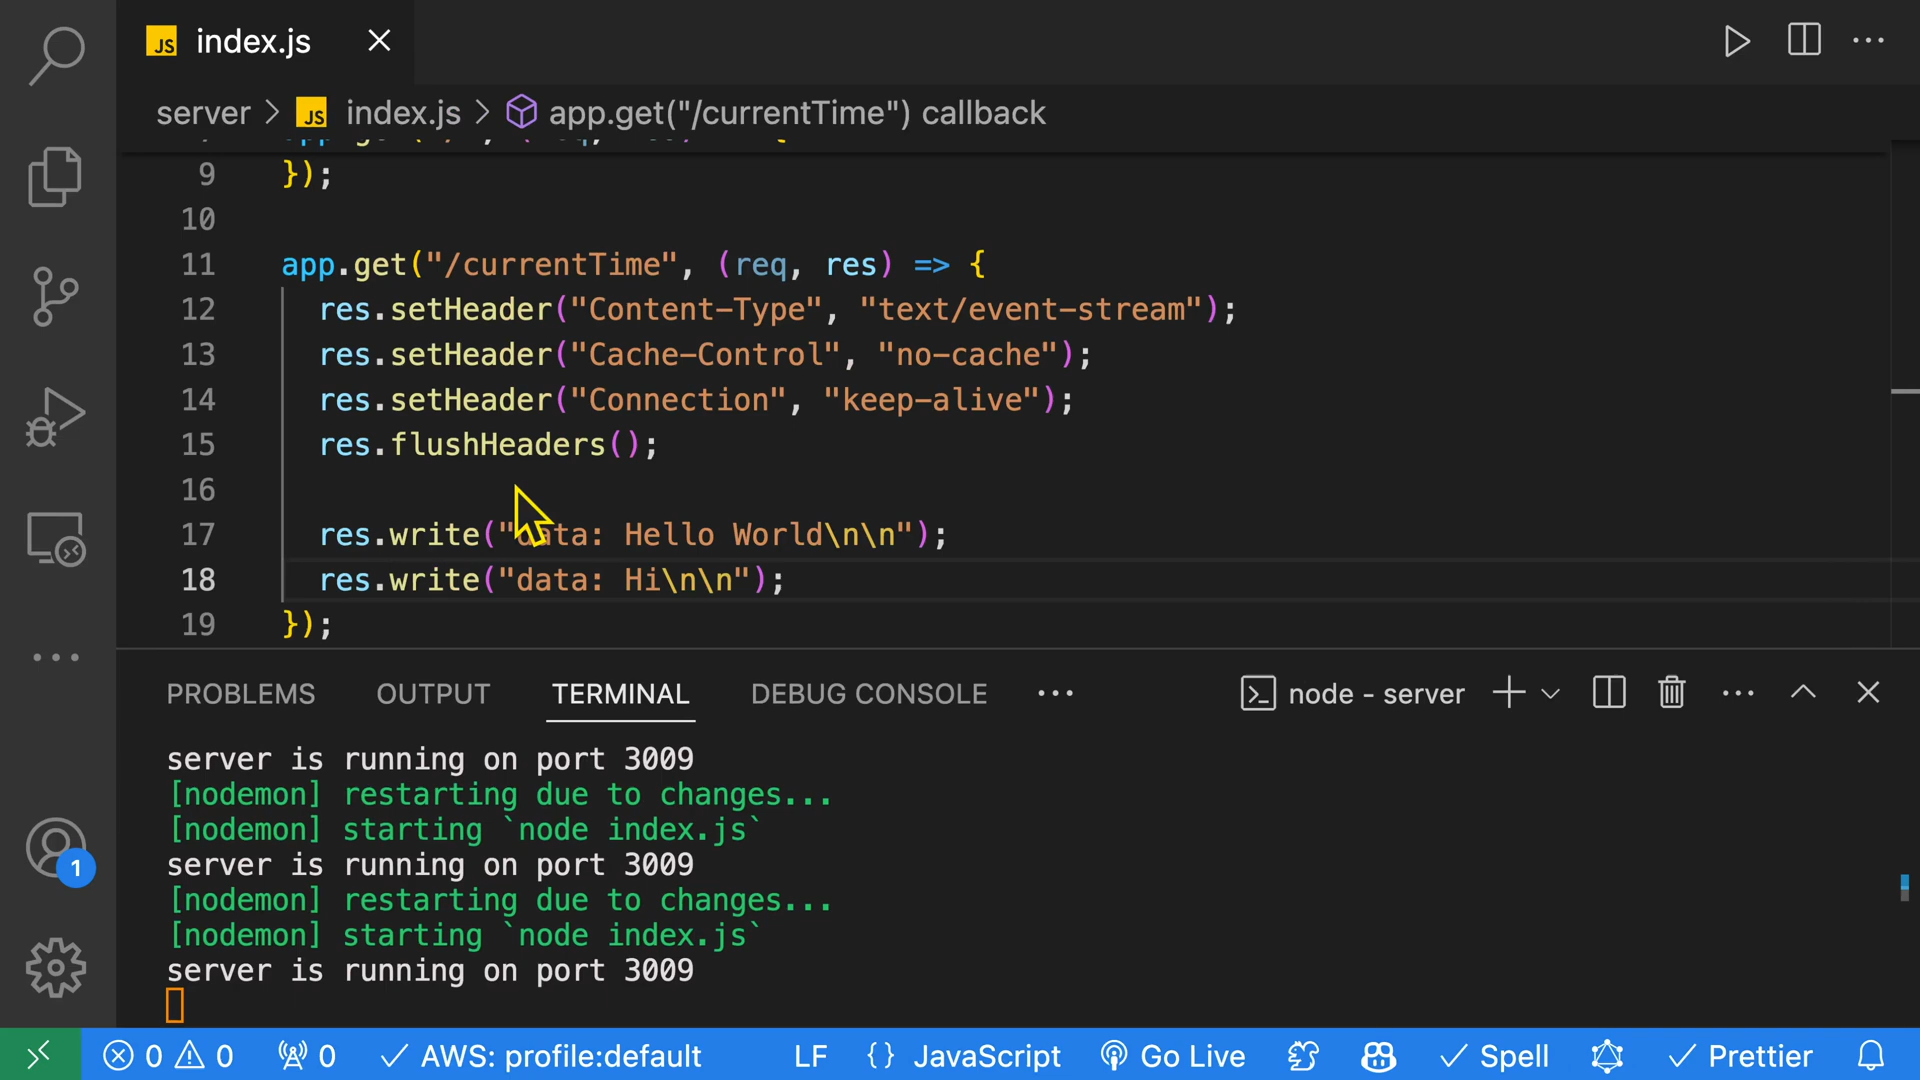 JS index.js
server > JS index.js > app.get("/currentTime") callback
9 });
10
11 app.get("/currentTime", (req, res) => {
12 res.setHeader("Content-Type", "text/event-stream");
13 res.setHeader("Cache-Control", "no-cache");
14 res.setHeader("Connection", "keep-alive");
15 res.flushHeaders();
16
17 res.write("data: Hello World\n\n");
18 res.write("data: Hi\n\n");
19 });
PROBLEMS OUTPUT TERMINAL DEBUG CONSOLE ... node - server
server is running on port 3009
[nodemon] restarting due to changes...
[nodemon] starting `node index.js`
server is running on port 3009
[nodemon] restarting due to changes...
[nodemon] starting `node index.js`
server is running on port 3009
1
0 0 0 AWS: profile:default LF {} JavaScript Go Live Spell Prettier